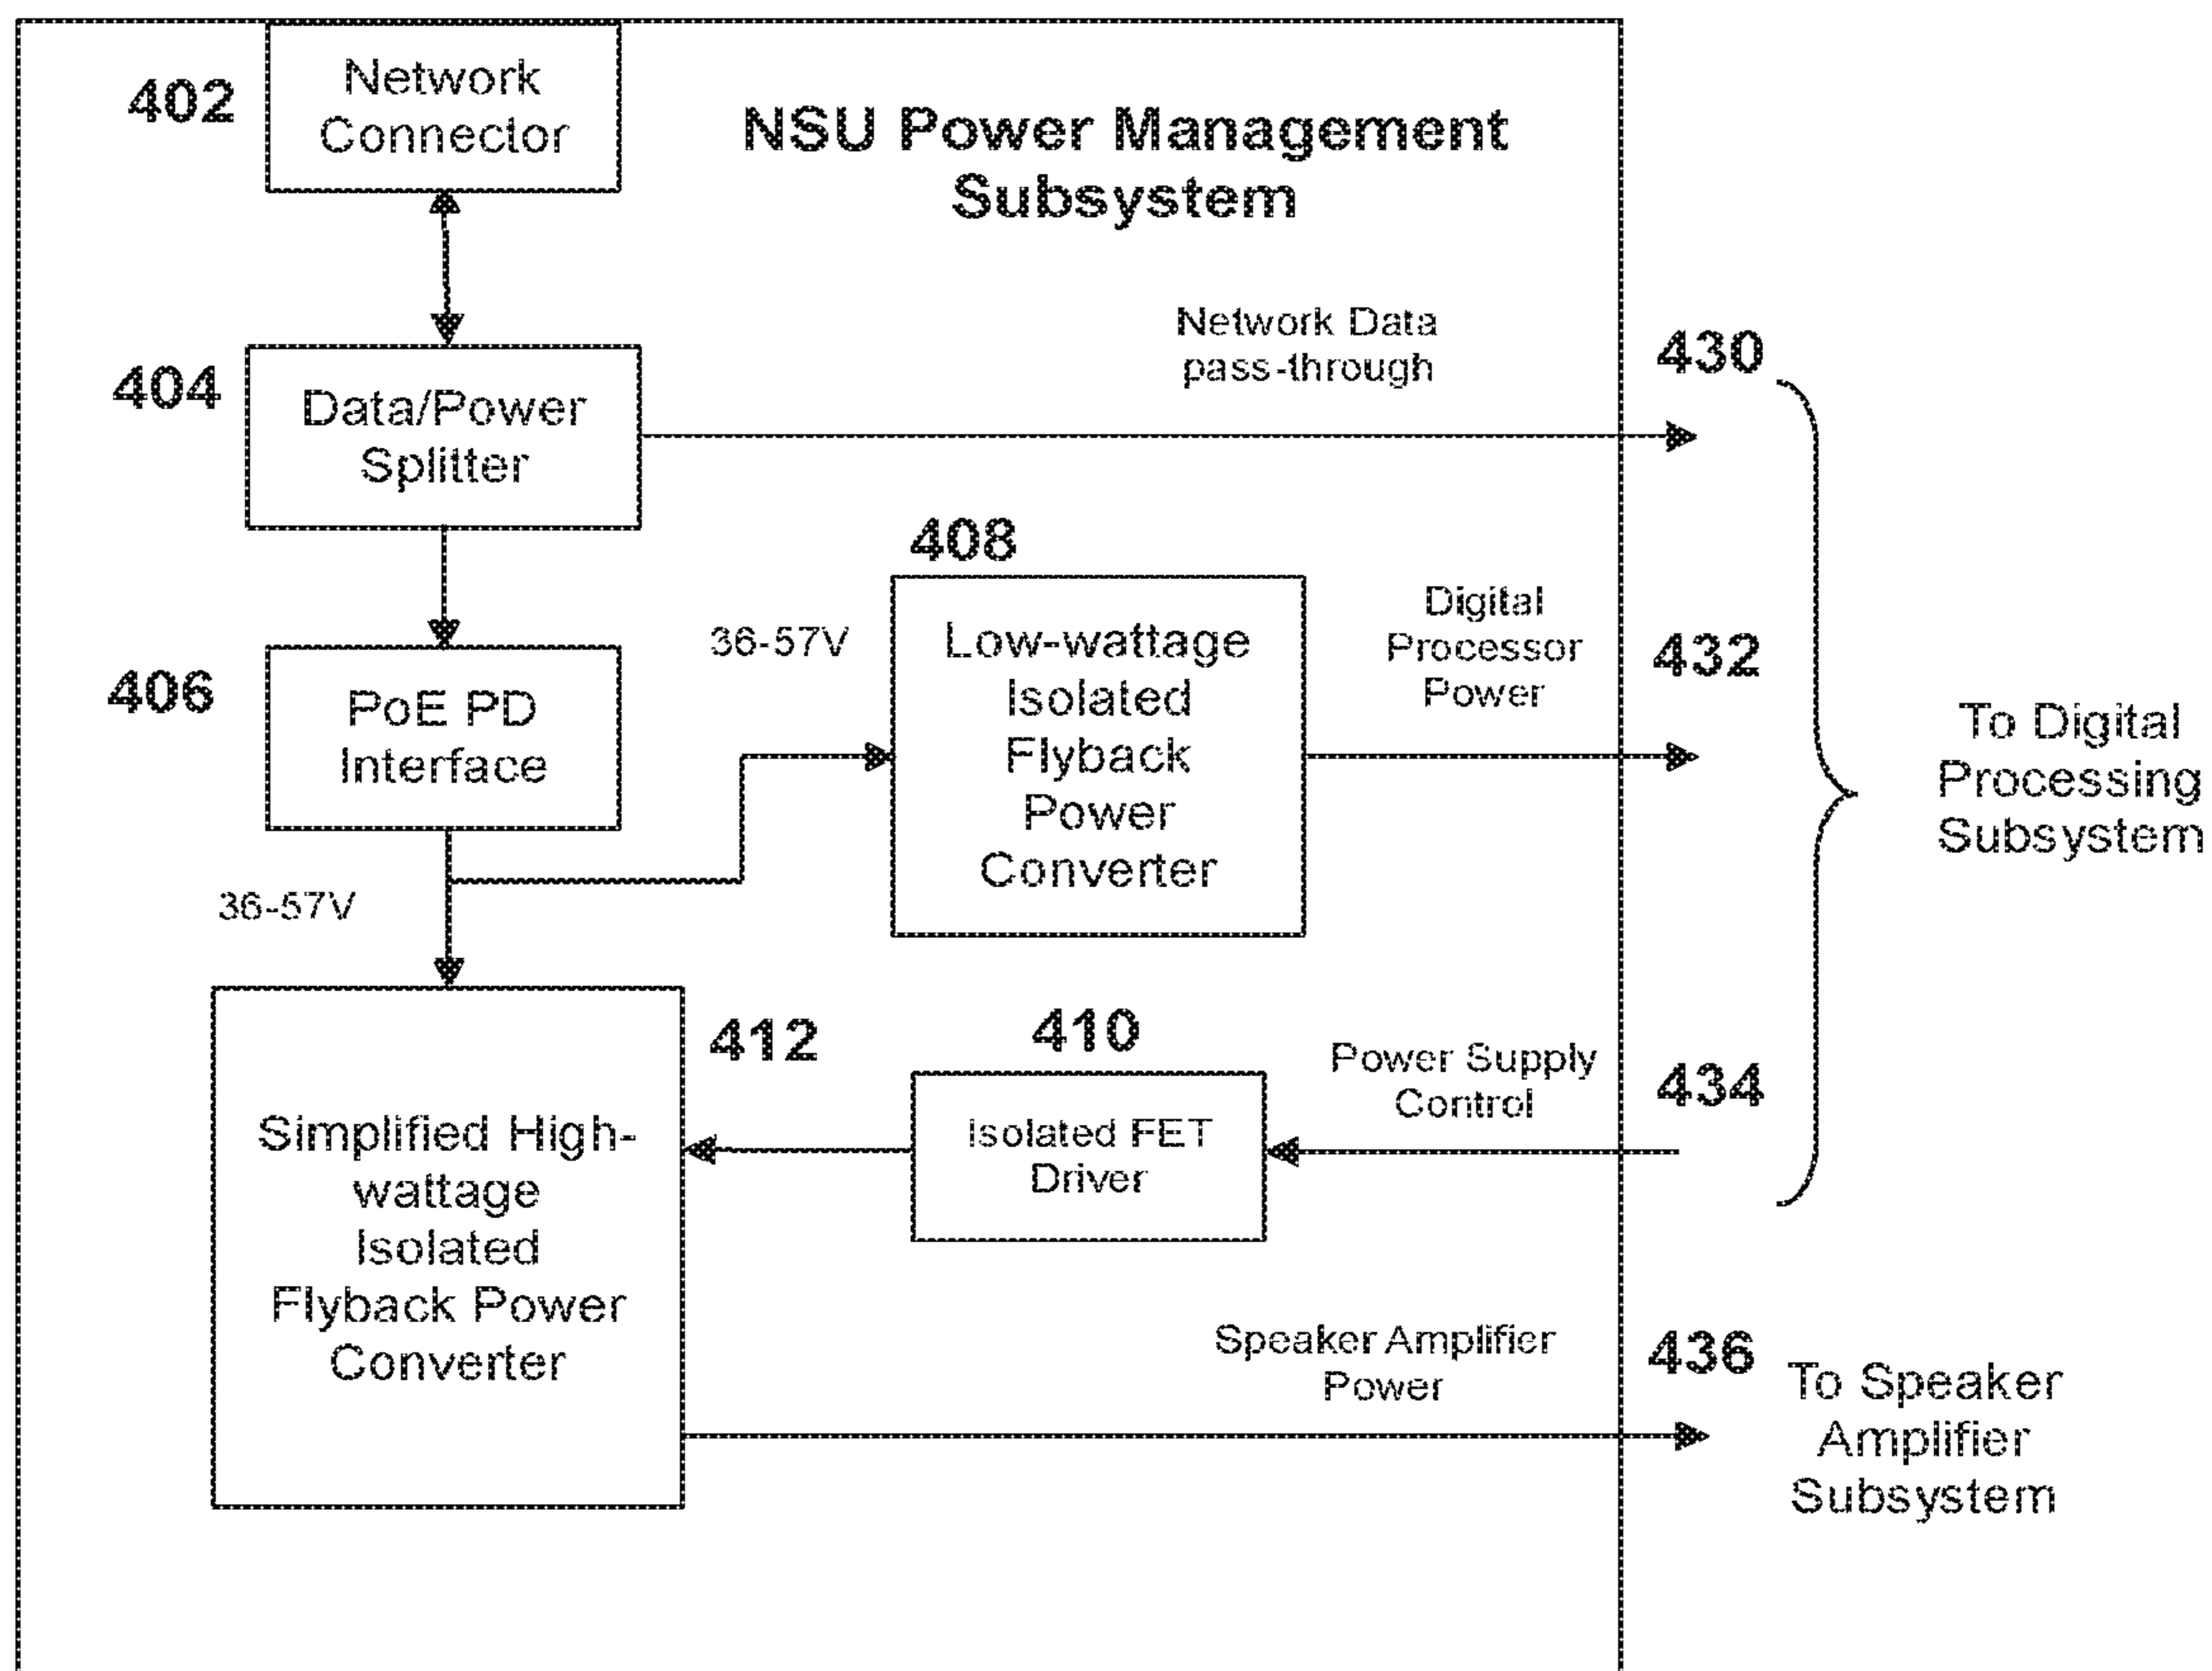 402
Network
Connector
NSU Power Management
Subsystem
404
Data/Power
Splitter
Network Data
pass-through
430
406
PoE PD
Interface
36-57V
408
Low-wattage
Isolated
Flyback
Power
Converter
Digital
Processor
Power
432
To Digital
Processing
Subsystem
36-57V
412
Simplified High-
wattage
Isolated
Flyback Power
Converter
410
Isolated FET
Driver
Power Supply
Control
434
Speaker Amplifier
Power
436
To Speaker
Amplifier
Subsystem